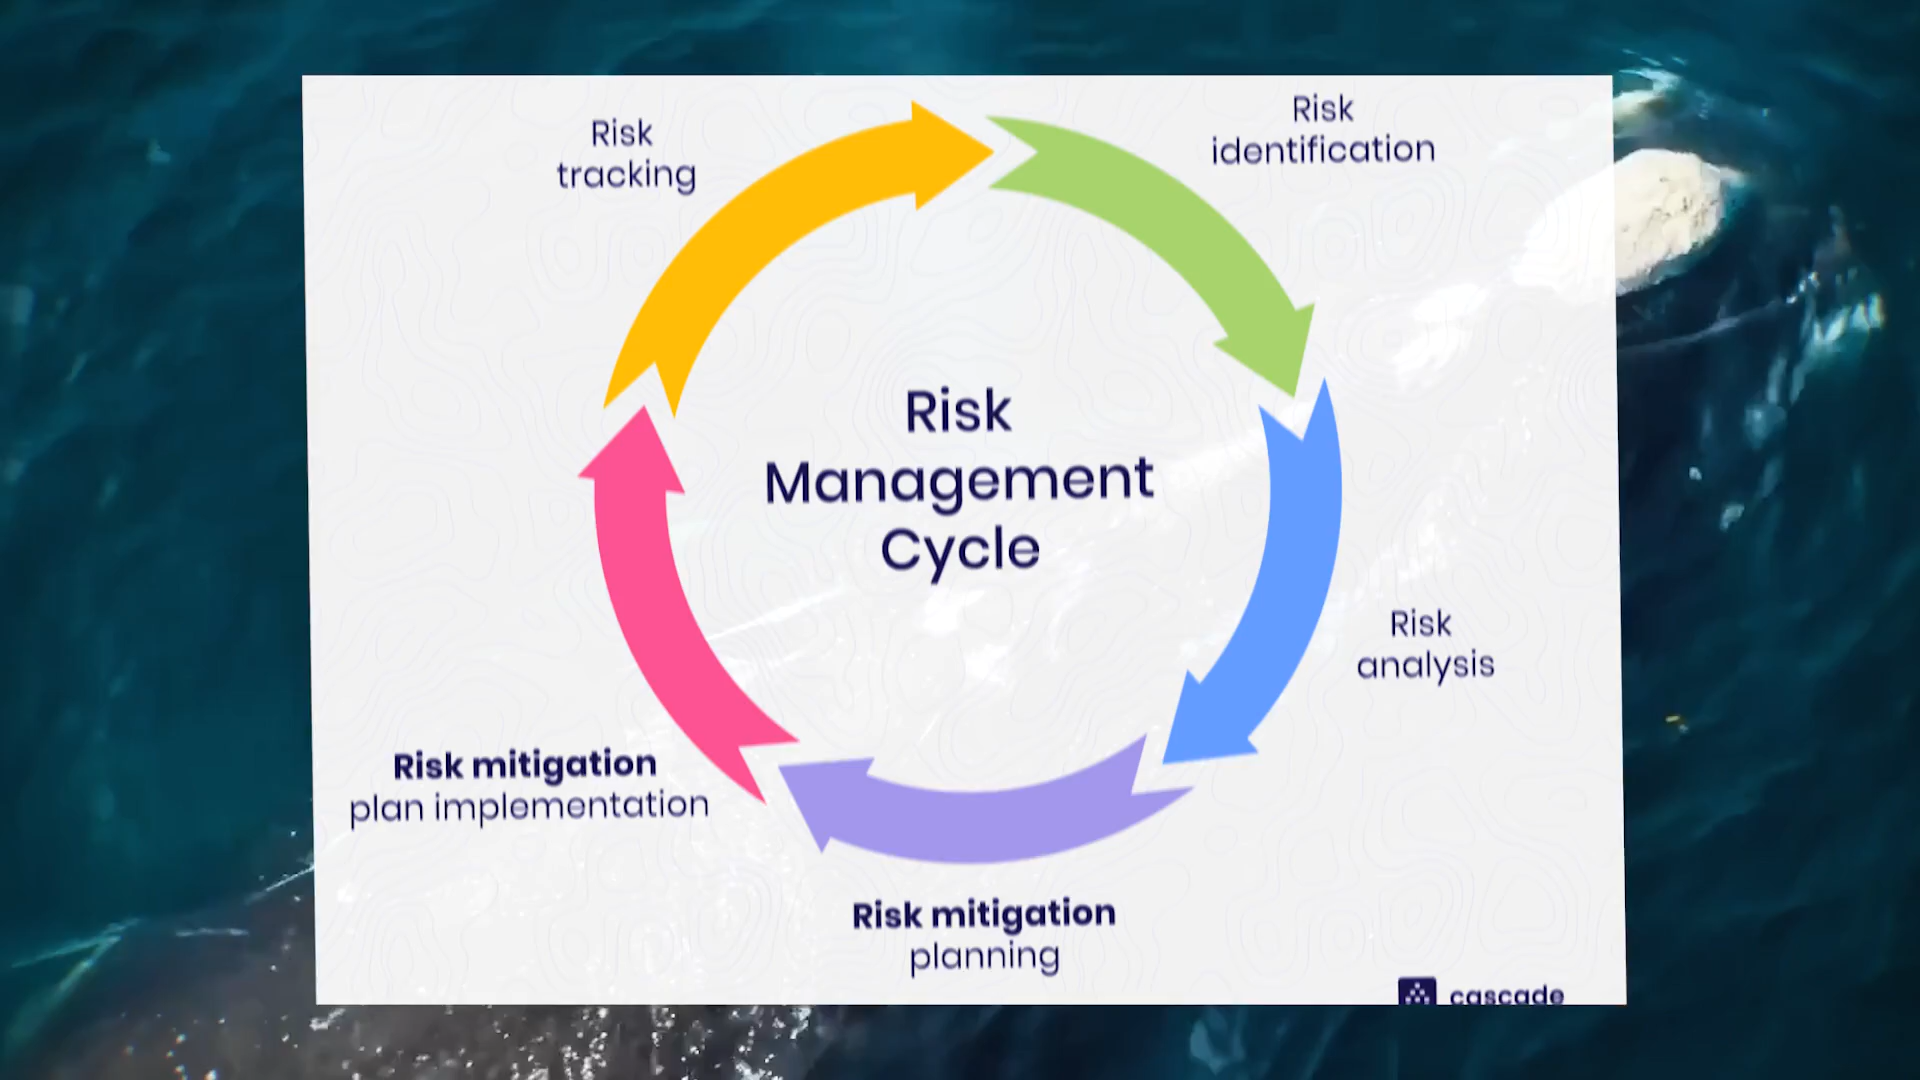 Risk
tracking
Risk
identification
Risk
Management
Cycle
Risk
analysis
Risk mitigation
plan implementation
Risk mitigation
planning
cascade